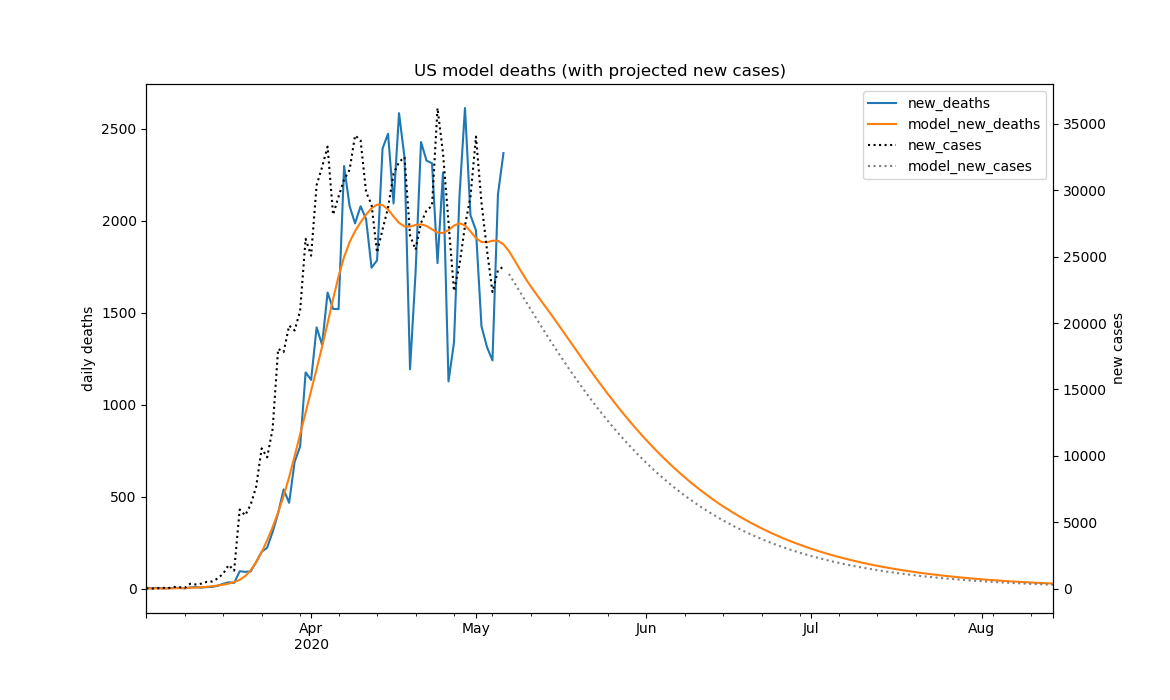 US model deaths (with projected new cases)
new_deaths
model_new_deaths
new_cases
model_new_cases
daily deaths
2500
2000
1500
1000
500
0
35000
30000
25000
20000
15000
10000
5000
0
new cases
Apr
2020
May
Jun
Jul
Aug